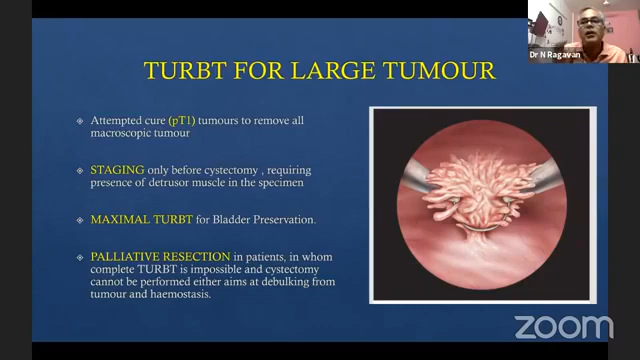 Dr N Ragavan
TURBT FOR LARGE TUMOUR
Attempted cure (pT1) tumours to remove all
macroscopic tumour
STAGING only before cystectomy , requiring
presence of detrusor muscle in the specimen
MAXIMAL TURBT for Bladder Preservation.
PALLIATIVE RESECTION in patients, in whom
complete TURBT is impossible and cystectomy
cannot be performed either aims at debulking from
tumour and haemostasis.
zoom